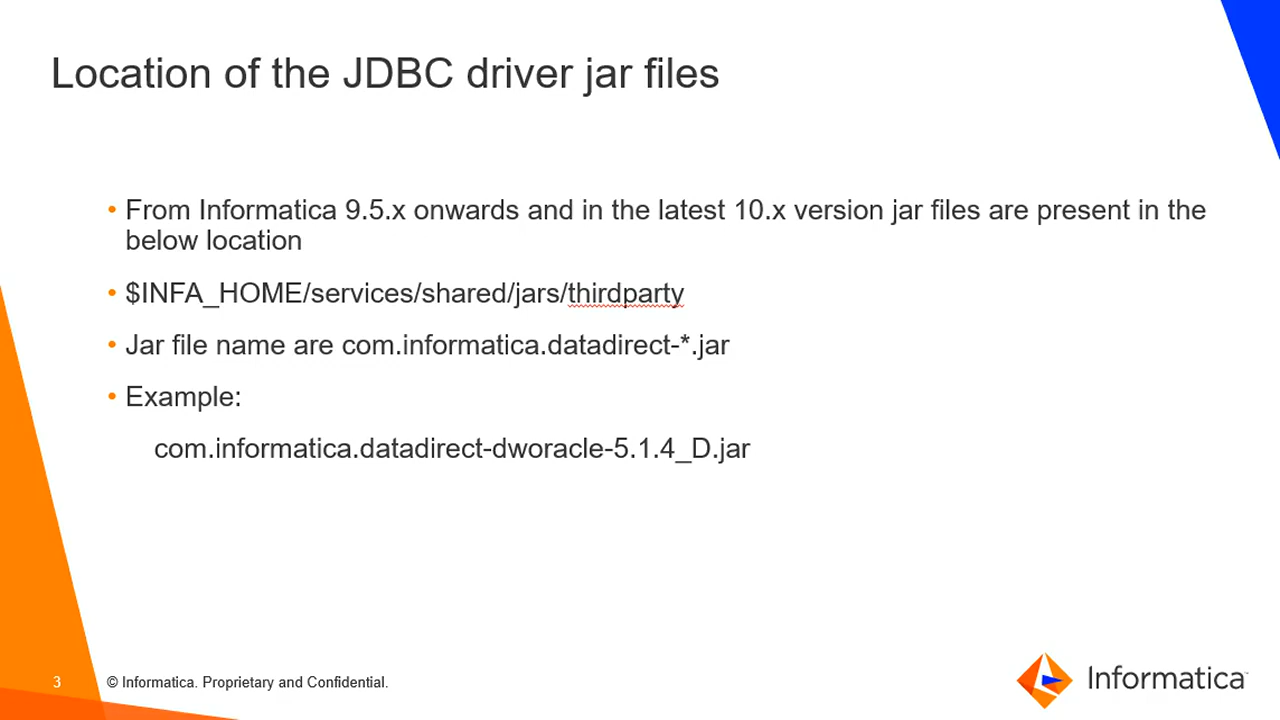 Location of the JDBC driver jar files
• From Informatica 9.5.x onwards and in the latest 10.x version jar files are present in the
below location
• $INFA_HOME/services/shared/jars/thirdparty
• Jar file name are com.informatica.datadirect-*.jar
• Example:
com.informatica.datadirect-dworacle-5.1.4_D.jar
3 © Informatica. Proprietary and Confidential.
Informatica